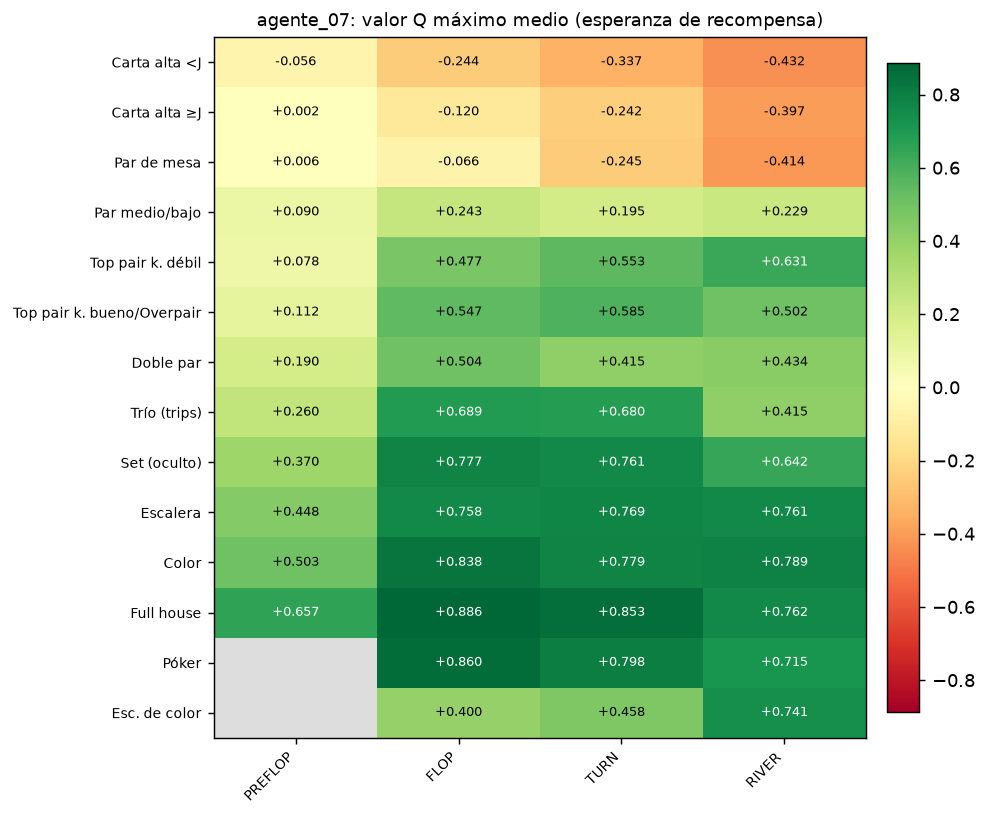 agente_07: valor Q máximo medio (esperanza de recompensa)
Carta alta <J -0.056 -0.244 -0.337 -0.432
Carta alta ≥J +0.002 -0.120 -0.242 -0.397
Par de mesa +0.006 -0.066 -0.245 -0.414
Par medio/bajo +0.090 +0.243 +0.195 +0.229
Top pair k. débil +0.078 +0.477 +0.553 +0.631
Top pair k. bueno/Overpair +0.112 +0.547 +0.585 +0.502
Doble par +0.190 +0.504 +0.415 +0.434
Trío (trips) +0.260 +0.689 +0.680 +0.415
Set (oculto) +0.370 +0.777 +0.761 +0.642
Escalera +0.448 +0.758 +0.769 +0.761
Color +0.503 +0.838 +0.779 +0.789
Full house +0.657 +0.886 +0.853 +0.762
Póker +0.860 +0.798 +0.715
Esc. de color +0.400 +0.458 +0.741
PREFLOP FLOP TURN RIVER
0.8
0.6
0.4
0.2
0.0
−0.2
−0.4
−0.6
−0.8